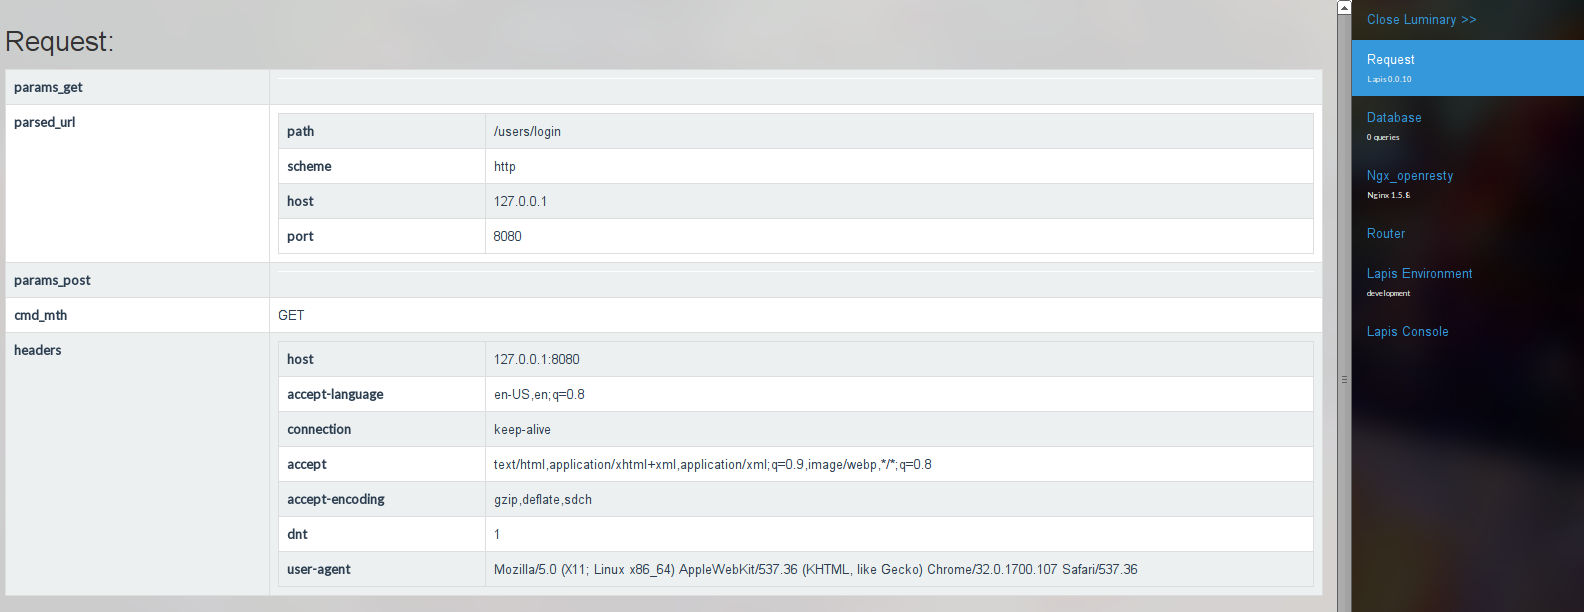 Request:
params_get
parsed_url
path /users/login
scheme http
host 127.0.0.1
port 8080
params_post
cmd_mth GET
headers
host 127.0.0.1:8080
accept-language en-US,en;q=0.8
connection keep-alive
accept text/html,application/xhtml+xml,application/xml;q=0.9,image/webp,*/*;q=0.8
accept-encoding gzip,deflate,sdch
dnt 1
user-agent Mozilla/5.0 (X11; Linux x86_64) AppleWebKit/537.36 (KHTML, like Gecko) Chrome/32.0.1700.107 Safari/537.36
Close Luminary >>
Request
Lapis 0.0.10
Database
0 queries
Ngx_openresty
Nginx 1.5.8
Router
Lapis Environment
development
Lapis Console